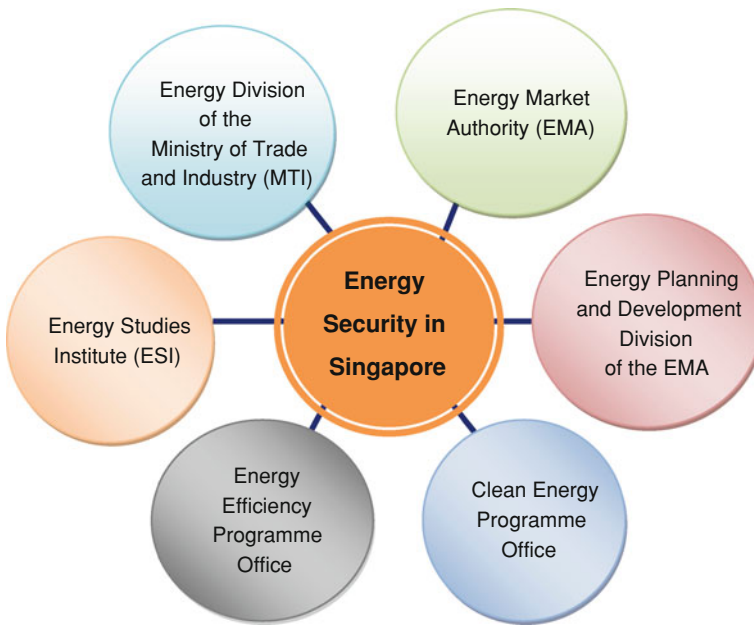 Energy Division
of the
Ministry of Trade
and Industry (MTI)
Energy Market
Authority (EMA)
Energy
Security in
Singapore
Energy Studies
Institute (ESI)
Energy Planning
and Development
Division
of the EMA
Energy
Efficiency
Programme
Office
Clean Energy
Programme
Office